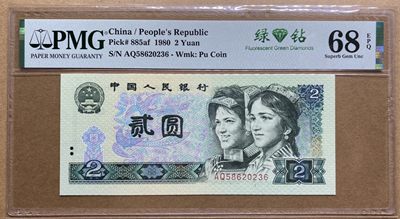 PMG
PAPER MONEY GUARANTY
China / People's Republic
Pick# 885af 1980 2 Yuan
S/N AQ58620236 - Wmk: Pu Coin
绿钻
Fluorescent Green Diamonds
68 EPQ
Superb Gem Unc
中国人民银行
2
贰圆
2
AQ58620236